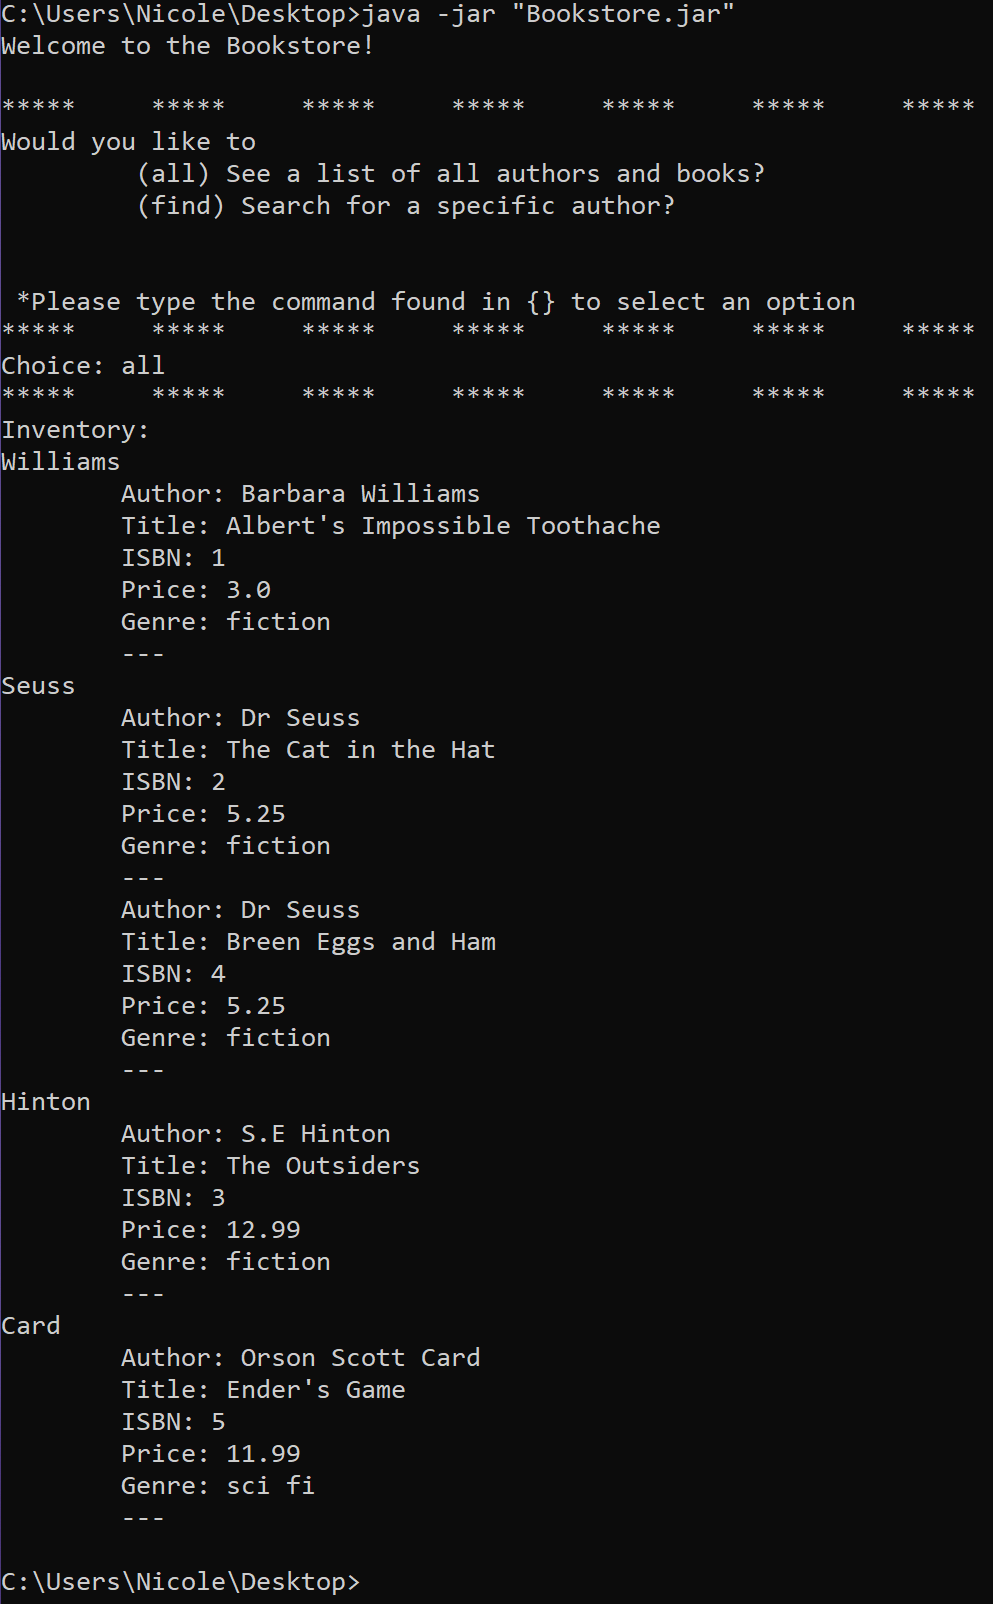 C:\Users\Nicole\Desktop>java -jar "Bookstore.jar"
Welcome to the Bookstore!
*****     *****     *****     *****     *****     *****     *****
Would you like to
         (all) See a list of all authors and books?
         (find) Search for a specific author?
 *Please type the command found in {} to select an option
*****     *****     *****     *****     *****     *****     *****
Choice: all
*****     *****     *****     *****     *****     *****     *****
Inventory:
Williams
        Author: Barbara Williams
        Title: Albert's Impossible Toothache
        ISBN: 1
        Price: 3.0
        Genre: fiction
        ---
Seuss
        Author: Dr Seuss
        Title: The Cat in the Hat
        ISBN: 2
        Price: 5.25
        Genre: fiction
        ---
        Author: Dr Seuss
        Title: Breen Eggs and Ham
        ISBN: 4
        Price: 5.25
        Genre: fiction
        ---
Hinton
        Author: S.E Hinton
        Title: The Outsiders
        ISBN: 3
        Price: 12.99
        Genre: fiction
        ---
Card
        Author: Orson Scott Card
        Title: Ender's Game
        ISBN: 5
        Price: 11.99
        Genre: sci fi
        ---
C:\Users\Nicole\Desktop>